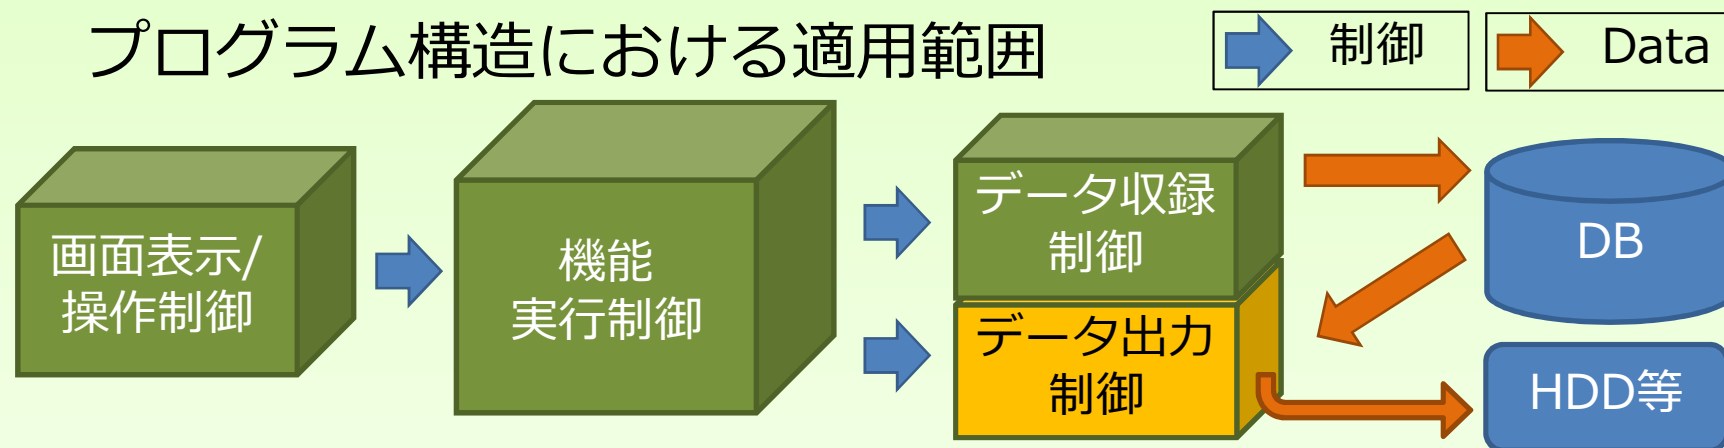 プログラム構造における適用範囲
制御
Data
画面表示/
操作制御
機能
実行制御
データ収録
制御
データ出力
制御
DB
HDD等